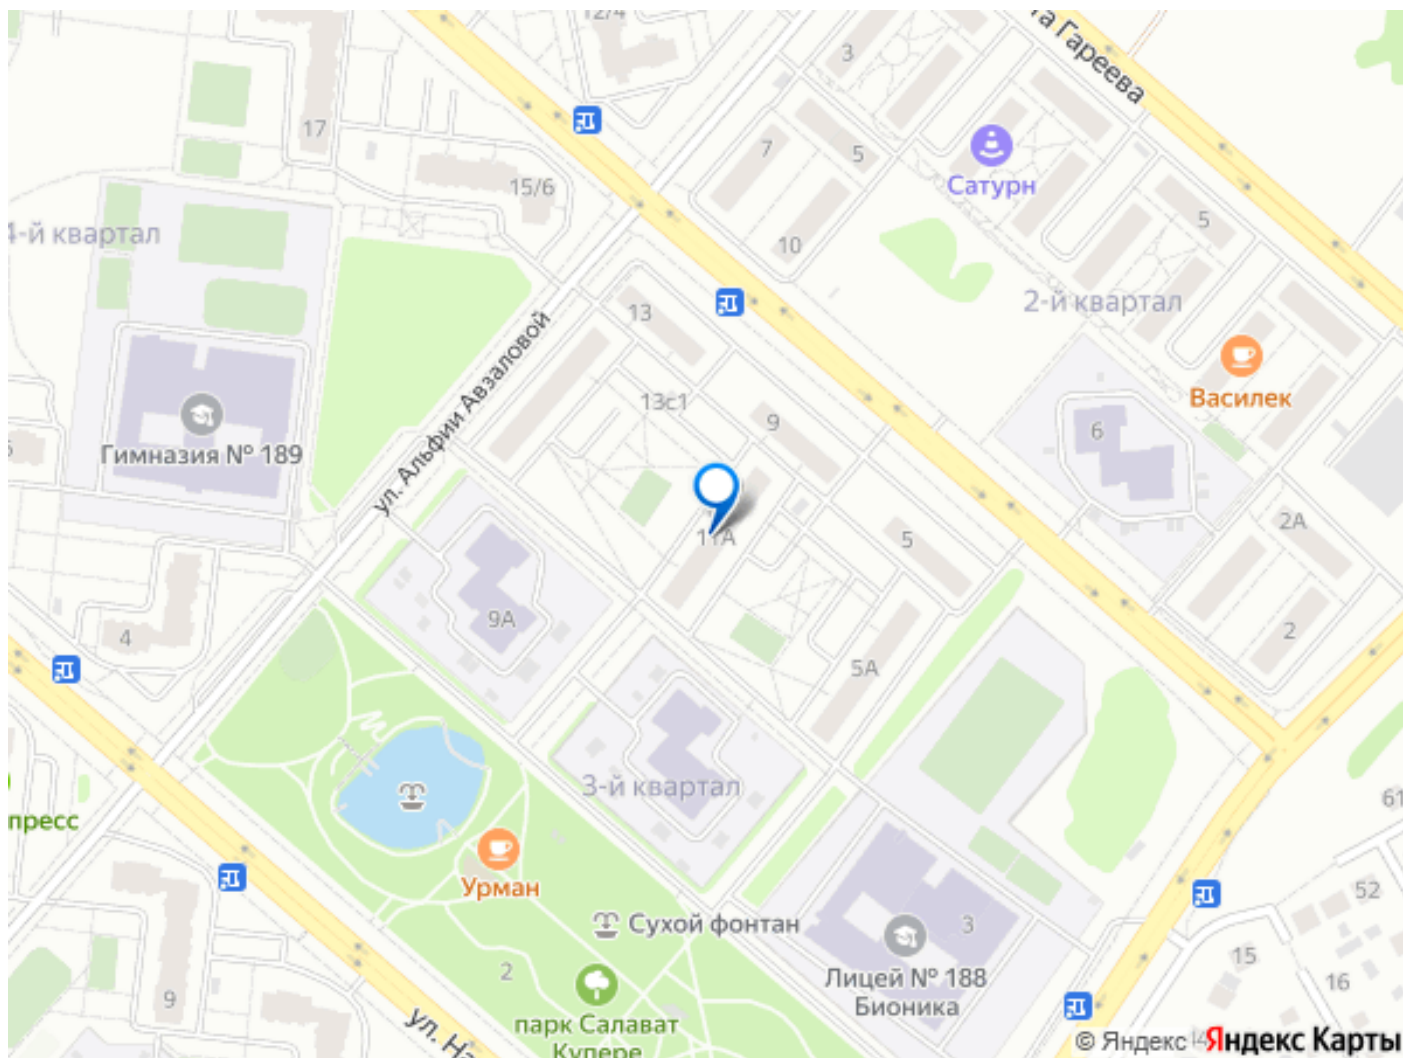 12/4
3
та Гареева
17
7
5
15/6
Сатурн
4-й квартал
5
10
2-й квартал
13
ул. Альфии Авзаловой
13с1
Василек
9
6
Гимназия № 189
2А
11А
5
9А
4
2
5А
3-й квартал
61
пресс
Урман
52
Сухой фонтан
3
15
Лицей № 188
Бионика
16
2
9
парк Салават
Купере
ул. На
© Яндекс
14
Яндекс Карты